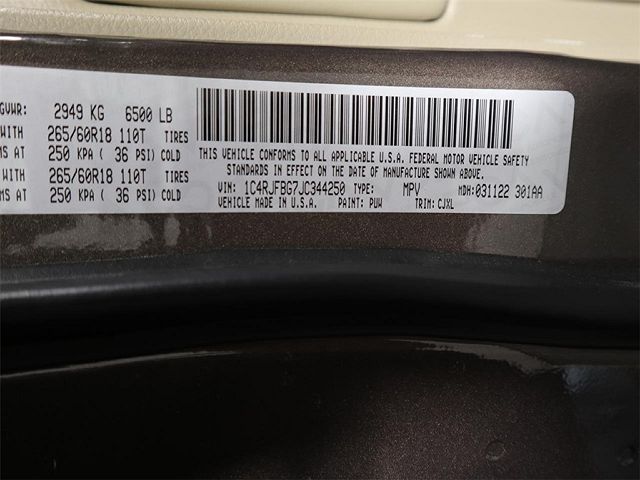 GVWR: 2949 KG 6500 LB
WITH 265/60R18 110T TIRES
MS AT 250 KPA ( 36 PSI) COLD
WITH 265/60R18 110T TIRES
MS AT 250 KPA ( 36 PSI) COLD
THIS VEHICLE CONFORMS TO ALL APPLICABLE U.S.A. FEDERAL MOTOR VEHICLE SAFETY
STANDARDS IN EFFECT ON THE DATE OF MANUFACTURE SHOWN ABOVE.
VIN: 1C4RJFBG7JC344250 TYPE: MPV MDH: 031122 301AA
VEHICLE MADE IN U.S.A. PAINT: PUW TRIM: CJXL